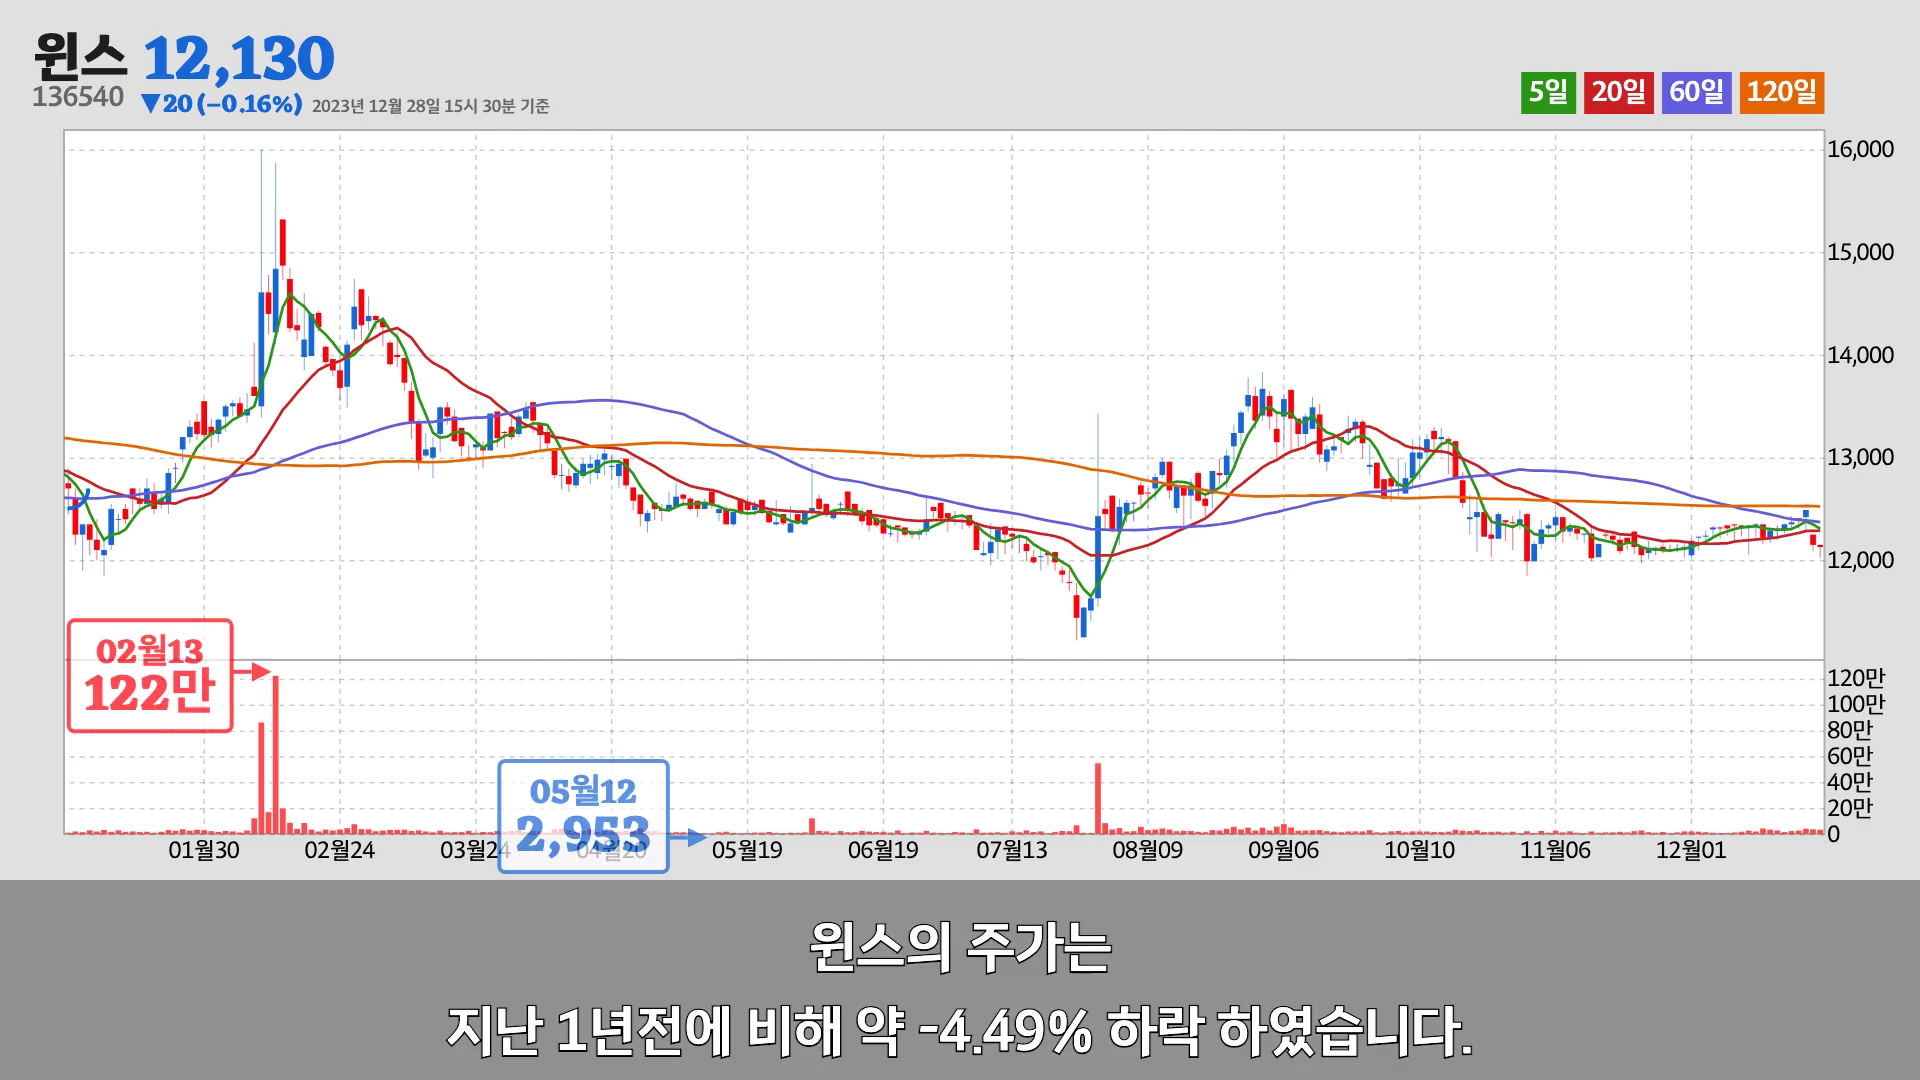 윈스 12,130
136540 ▼20 (−0.16%) 2023년 12월 28일 15시 30분 기준
5일 20일 60일 120일
16,000
15,000
14,000
13,000
12,000
02월13
122만
120만
100만
80만
60만
40만
20만
0
05월12
2,953
01월30 02월24 03월24 04월20 05월19 06월19 07월13 08월09 09월06 10월10 11월06 12월01
윈스의 주가는
지난 1년전에 비해 약 -4.49% 하락 하였습니다.